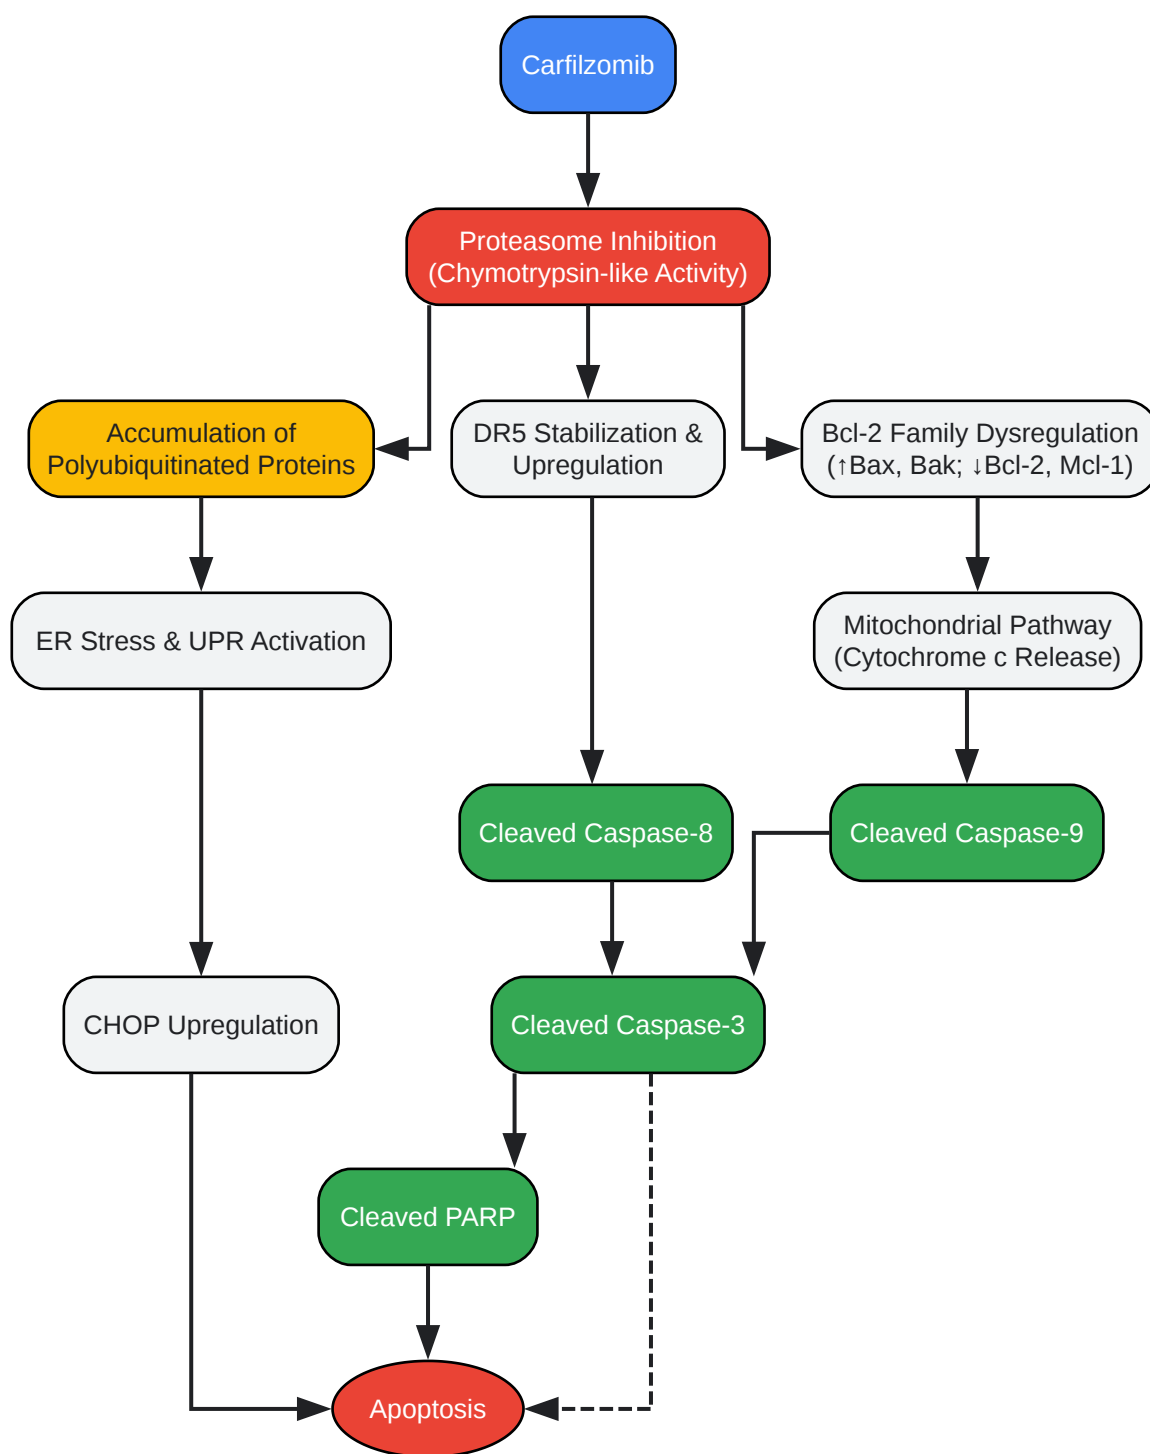 Carfilzomib
Proteasome Inhibition
(Chymotrypsin-like Activity)
Accumulation of
Polyubiquitinated Proteins
DR5 Stabilization &
Upregulation
Bcl-2 Family Dysregulation
(↑Bax, Bak; ↓Bcl-2, Mcl-1)
ER Stress & UPR Activation
Mitochondrial Pathway
(Cytochrome c Release)
Cleaved Caspase-8
Cleaved Caspase-9
CHOP Upregulation
Cleaved Caspase-3
Cleaved PARP
Apoptosis